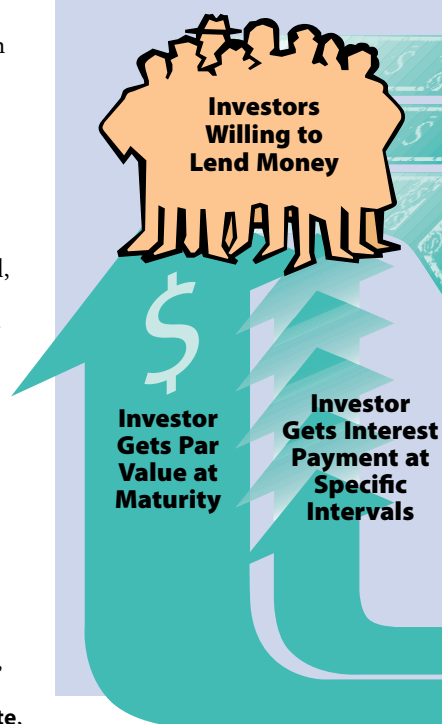 Investors
Willing to
Lend Money
$
Investor
Gets Par
Value at
Maturity
Investor
Gets Interest
Payment at
Specific
Intervals